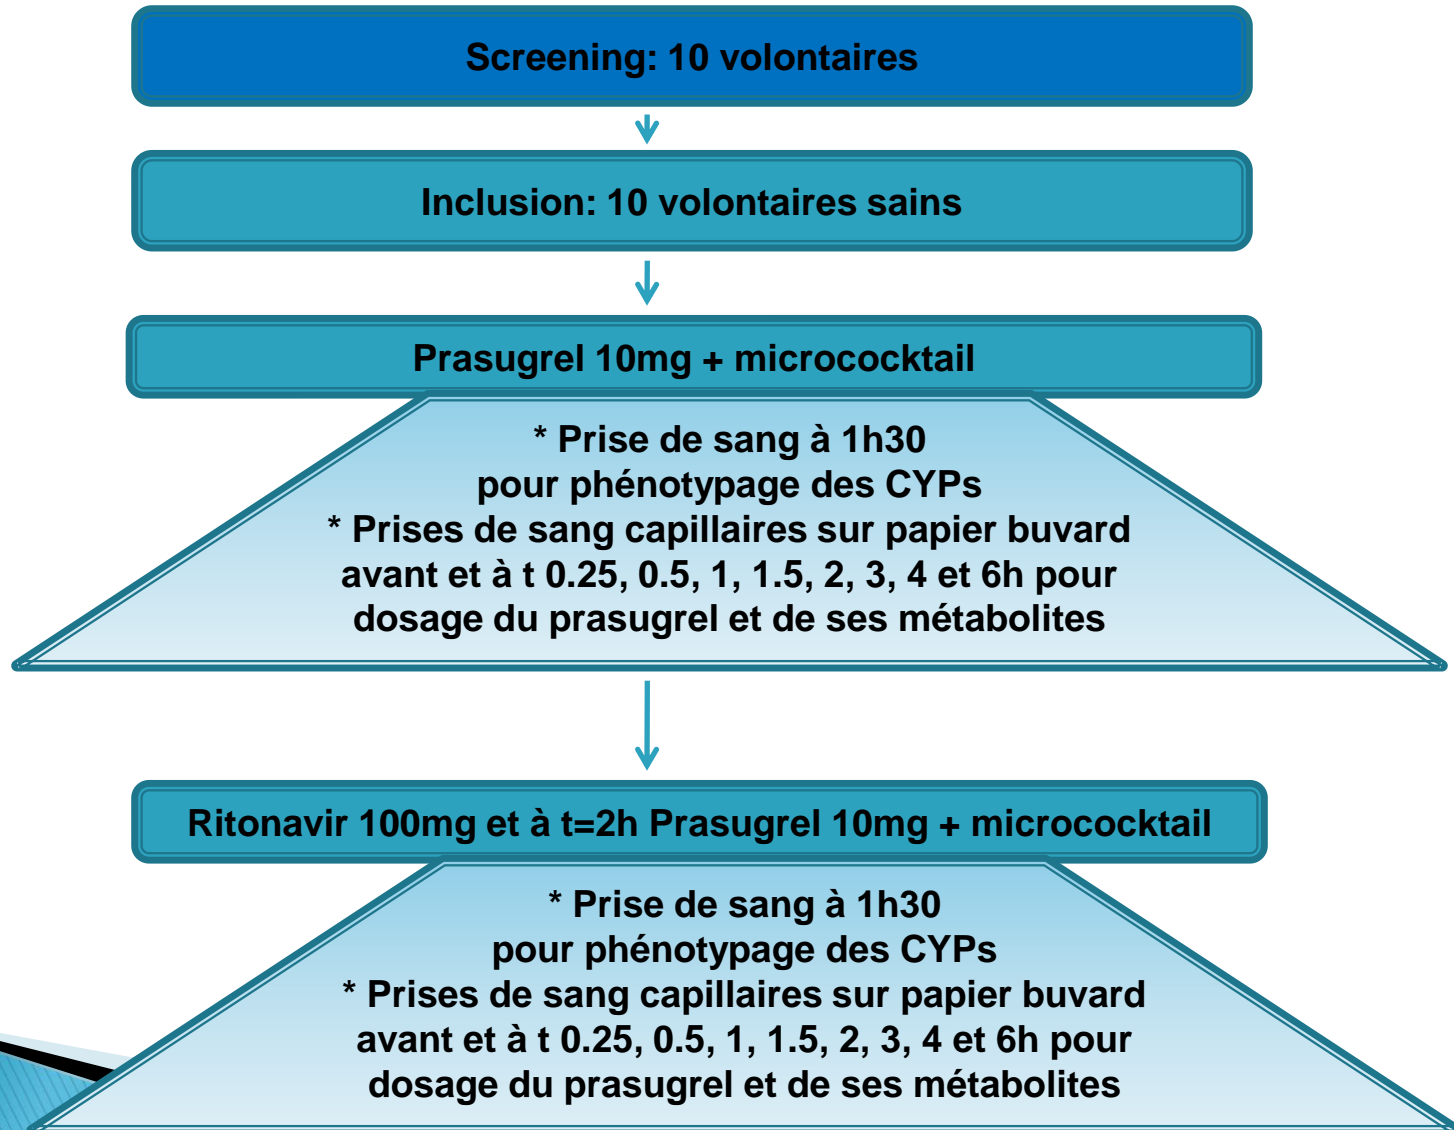 Screening: 10 volontaires
Inclusion: 10 volontaires sains
Prasugrel 10mg + micrococktail
* Prise de sang à 1h30
pour phénotypage des CYPs
* Prises de sang capillaires sur papier buvard
avant et à t 0.25, 0.5, 1, 1.5, 2, 3, 4 et 6h pour
dosage du prasugrel et de ses métabolites
Ritonavir 100mg et à t=2h Prasugrel 10mg + micrococktail
* Prise de sang à 1h30
pour phénotypage des CYPs
* Prises de sang capillaires sur papier buvard
avant et à t 0.25, 0.5, 1, 1.5, 2, 3, 4 et 6h pour
dosage du prasugrel et de ses métabolites